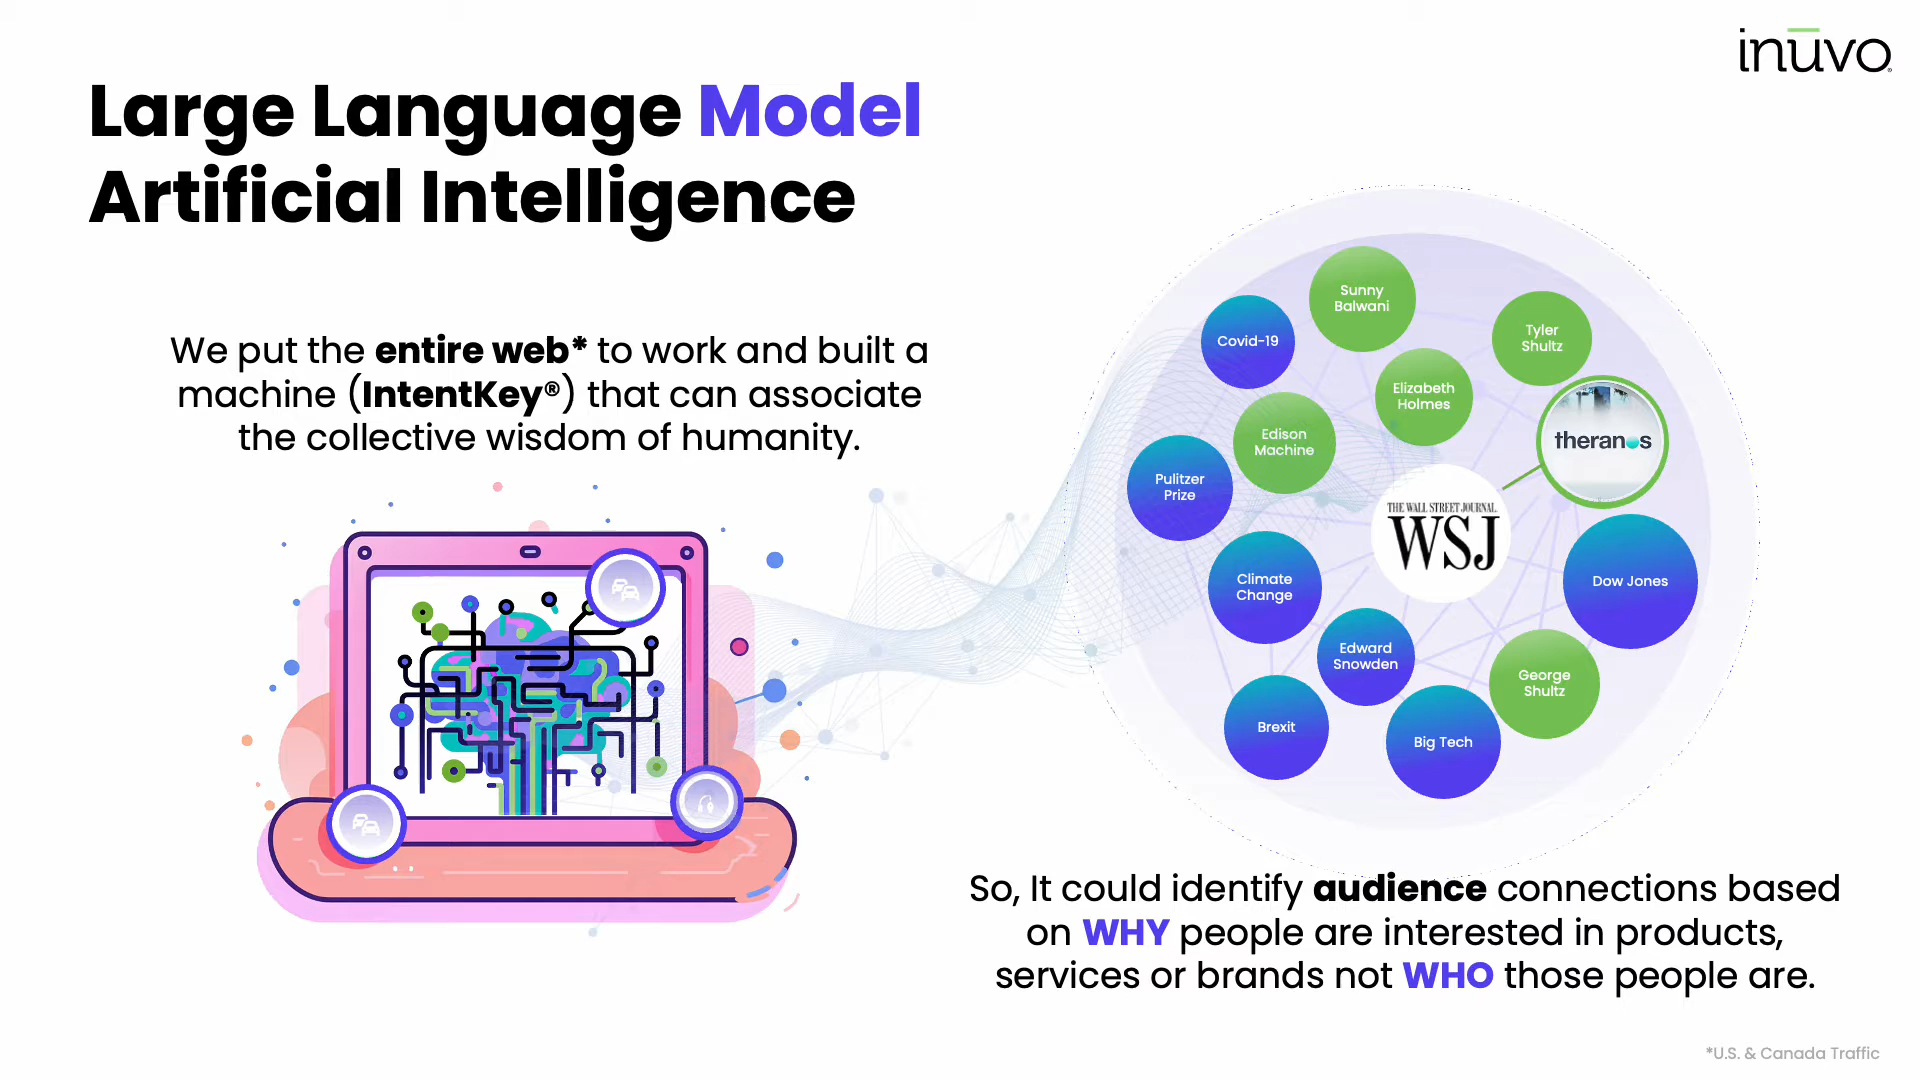 inūvo
Large Language Model
Artificial Intelligence
We put the entire web* to work and built a
machine (IntentKey®) that can associate
the collective wisdom of humanity.
Sunny
Balwani
Covid-19
Tyler
Shultz
Elizabeth
Holmes
Edison
Machine
theranos
Pulitzer
Prize
THE WALL STREET JOURNAL.
WSJ
Climate
Change
Dow Jones
Edward
Snowden
George
Shultz
Brexit
Big Tech
So, It could identify audience connections based
on WHY people are interested in products,
services or brands not WHO those people are.
*U.S. & Canada Traffic